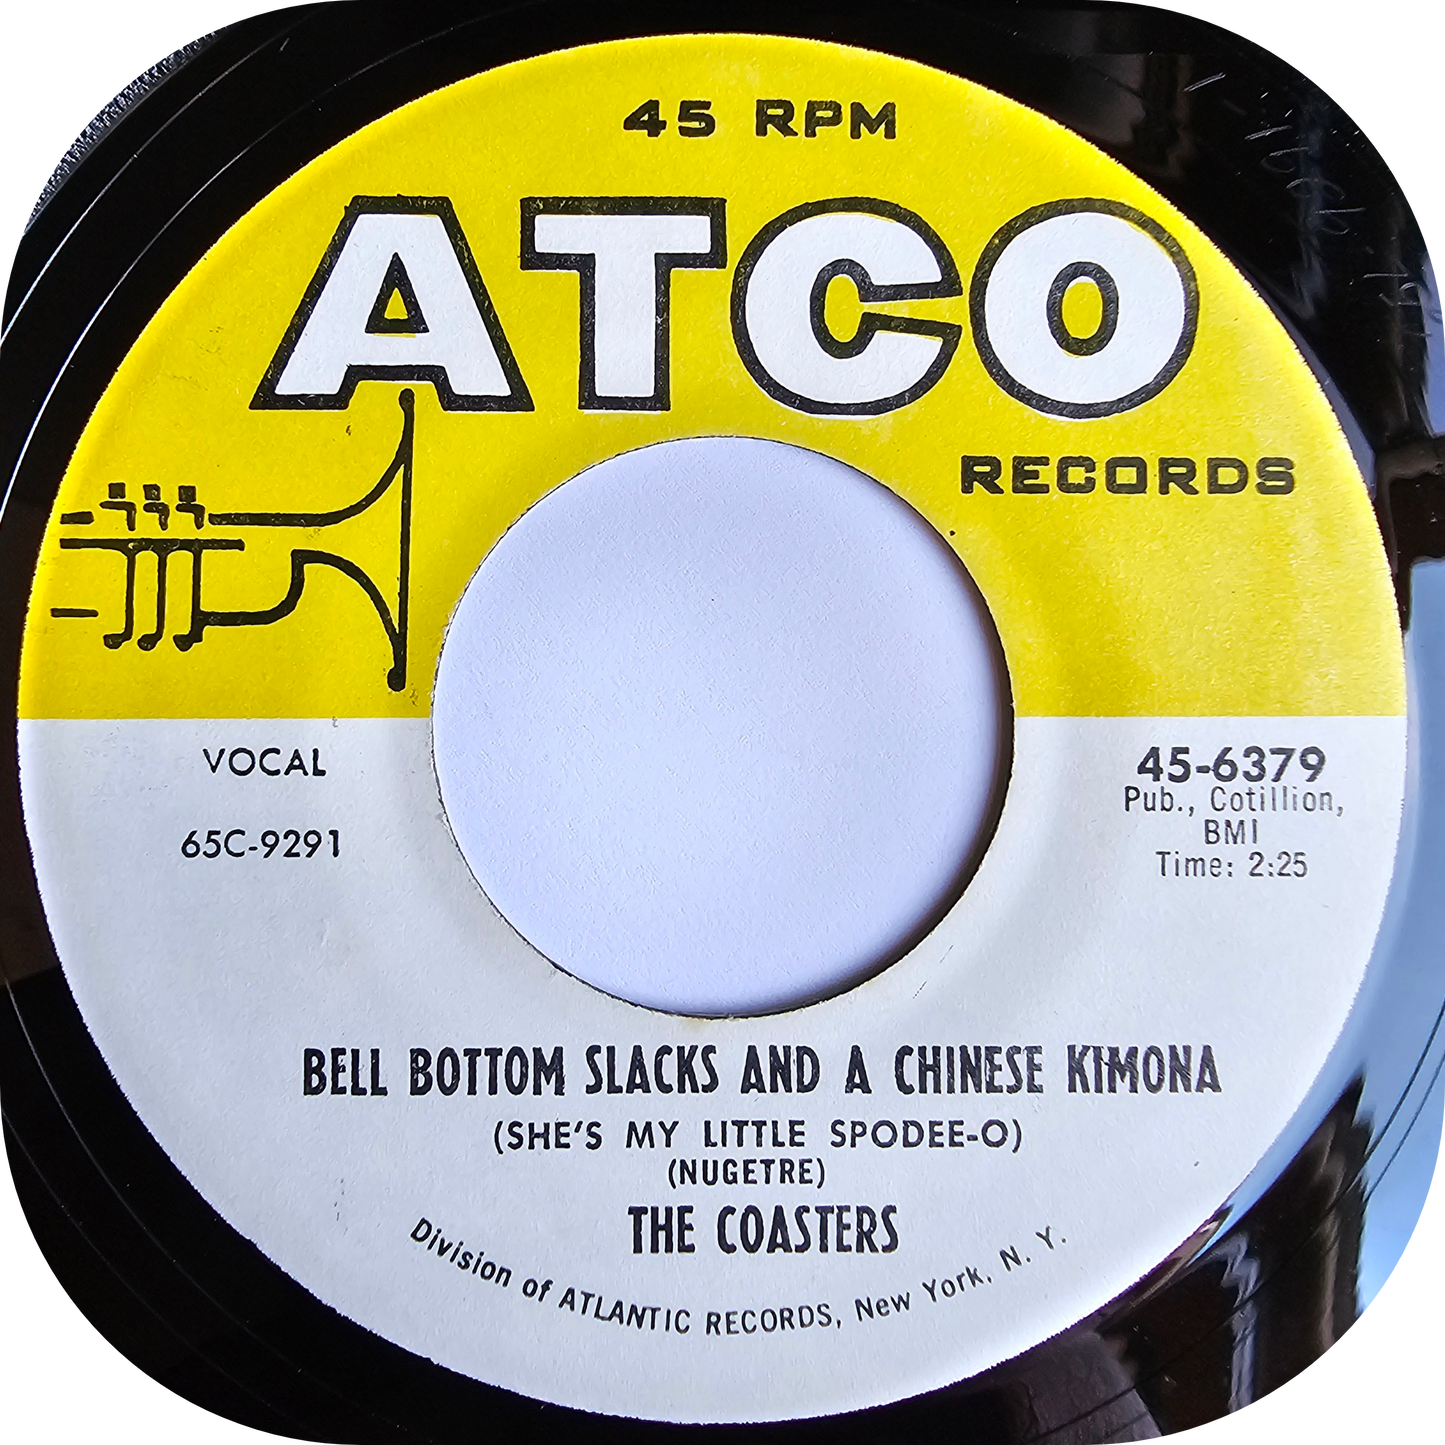 45 RPM
ATCO
RECORDS
VOCAL
65C-9291
45-6379
Pub., Cotillion,
BMI
Time: 2:25
BELL BOTTOM SLACKS AND A CHINESE KIMONA
(SHE'S MY LITTLE SPODEE-O)
(NUGETRE)
THE COASTERS
Division of ATLANTIC RECORDS, New York, N. Y.